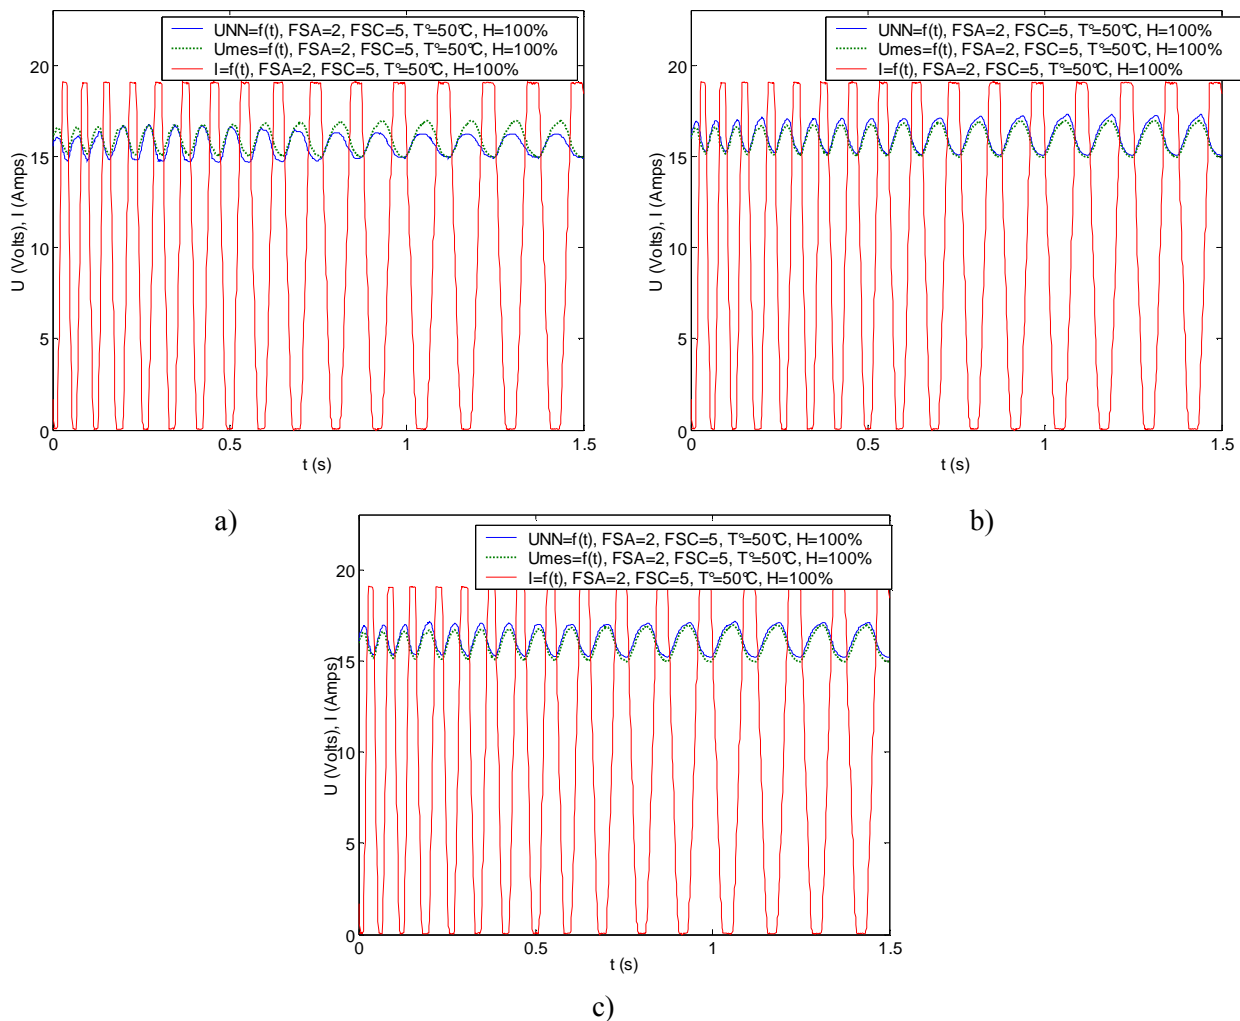 UNN=f(t), FSA=2, FSC=5, T°=50°C, H=100%
Umes=f(t), FSA=2, FSC=5, T°=50°C, H=100%
I=f(t), FSA=2, FSC=5, T°=50°C, H=100%
20
15
10
5
0
U (Volts), I (Amps)
0
0.5
1
1.5
t (s)
a)
UNN=f(t), FSA=2, FSC=5, T°=50°C, H=100%
Umes=f(t), FSA=2, FSC=5, T°=50°C, H=100%
I=f(t), FSA=2, FSC=5, T°=50°C, H=100%
20
15
10
5
0
U (Volts), I (Amps)
0
0.5
1
1.5
t (s)
b)
UNN=f(t), FSA=2, FSC=5, T°=50°C, H=100%
Umes=f(t), FSA=2, FSC=5, T°=50°C, H=100%
I=f(t), FSA=2, FSC=5, T°=50°C, H=100%
20
15
10
5
0
U (Volts), I (Amps)
0
0.5
1
1.5
t (s)
c)